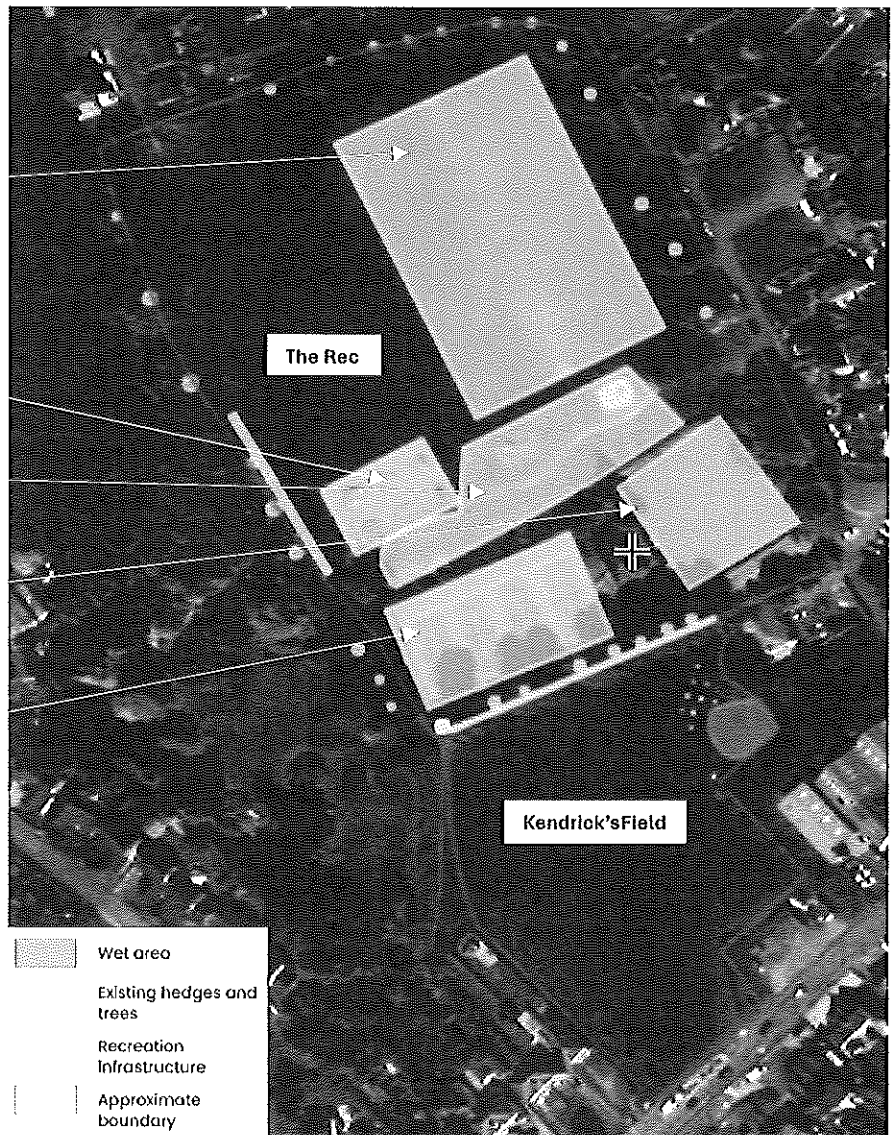 The Rec
Kendrick'sField
Wet area
Existing hedges and
trees
Recreation
infrastructure
Approximate
boundary